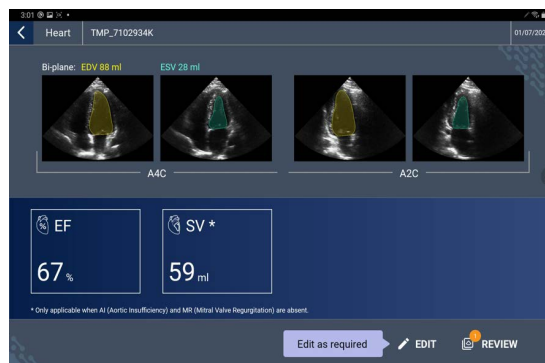 3:01
Heart
TMP_7102934K
01/07/202
Bi-plane: EDV 88 ml ESV 28 ml
A4C A2C
% EF SV *
67 % 59 ml
* Only applicable when AI (Aortic Insufficiency) and MR (Mitral Valve Regurgitation) are absent.
Edit as required EDIT REVIEW